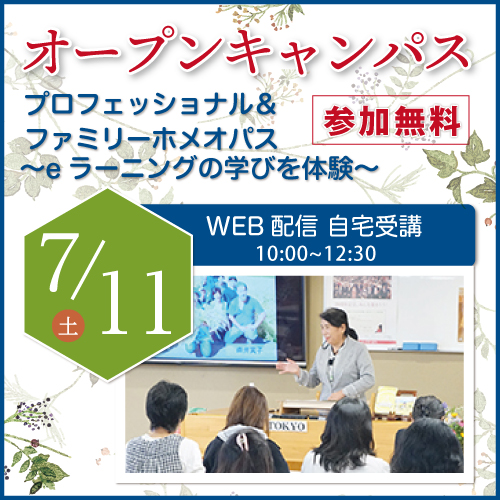 オープンキャンパス
プロフェッショナル＆
ファミリーホメオパス
参加無料
～e ラーニングの学びを体験～
7/11
土
WEB 配信 自宅受講
10:00~12:30
TOKYO